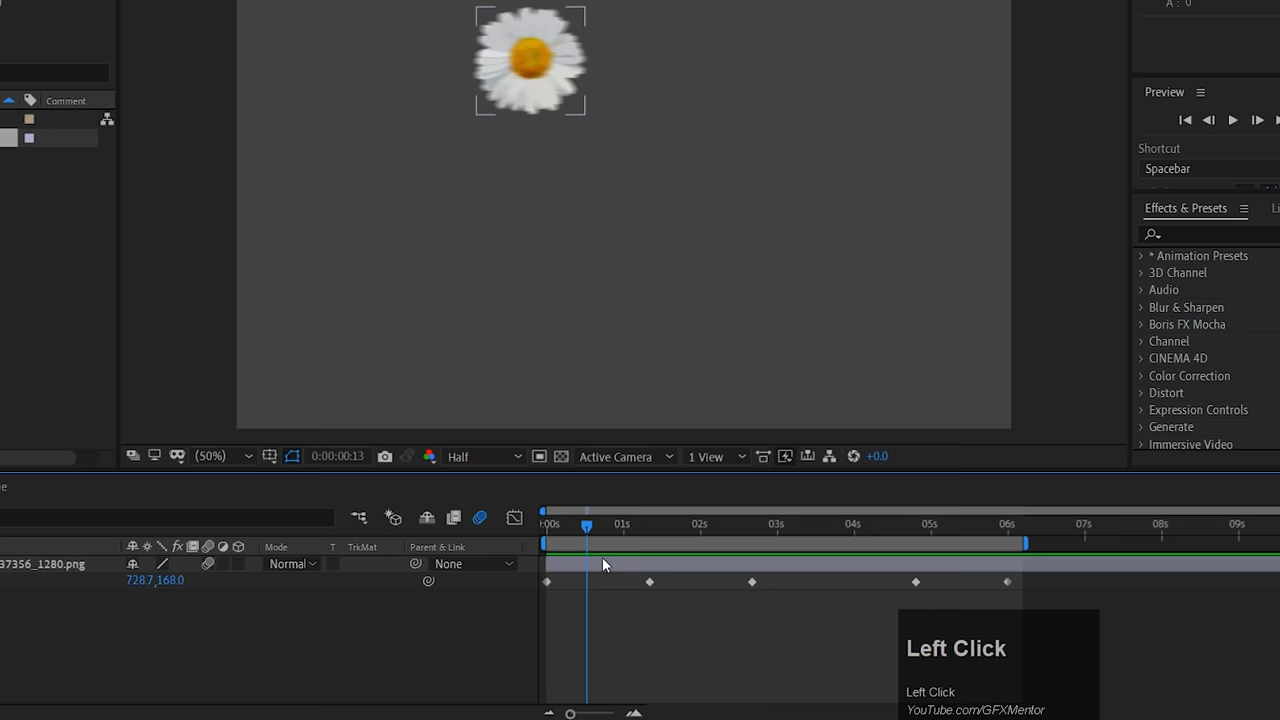 A : 0
Preview
Shortcut
Spacebar
Comment
Effects & Presets
Li
* Animation Presets
3D Channel
Audio
Blur & Sharpen
Boris FX Mocha
Channel
CINEMA 4D
Color Correction
Distort
Expression Controls
Generate
Immersive Video
(50%)
0:00:00:13
Half
Active Camera
1 View
+0.0
:00s 01s 02s 03s 04s 05s 06s 07s 08s 09s
fx
Mode
T
TrkMat
Parent & Link
37356_1280.png
Normal
None
728.7,168.0
Left Click
Left Click
YouTube.com/GFXMentor